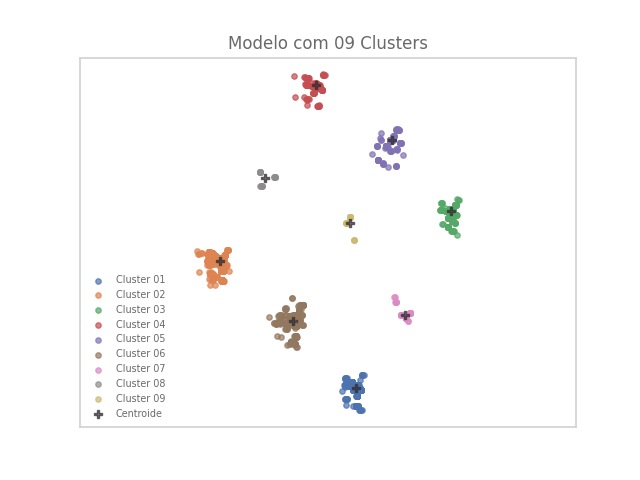 Modelo com 09 Clusters
Cluster 01
Cluster 02
Cluster 03
Cluster 04
Cluster 05
Cluster 06
Cluster 07
Cluster 08
Cluster 09
Centroide